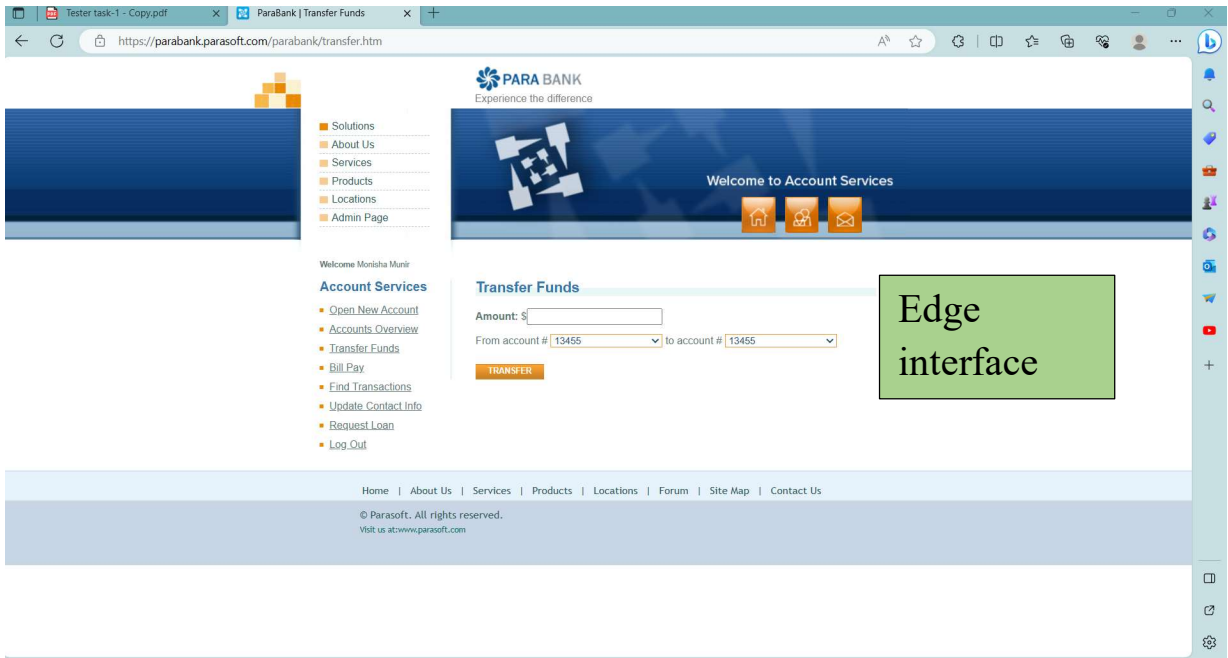 Tester task-1 - Copy.pdf
ParaBank | Transfer Funds
https://parabank.parasoft.com/parabank/transfer.htm
PARA BANK
Experience the difference
Solutions
About Us
Services
Products
Locations
Admin Page
Welcome to Account Services
Welcome Monisha Munir
Account Services
Open New Account
Accounts Overview
Transfer Funds
Bill Pay
Find Transactions
Update Contact Info
Request Loan
Log Out
Transfer Funds
Amount: $
From account # 13455 to account # 13455
TRANSFER
Edge
interface
Home | About Us | Services | Products | Locations | Forum | Site Map | Contact Us
© Parasoft. All rights reserved.
Visit us at:www.parasoft.com